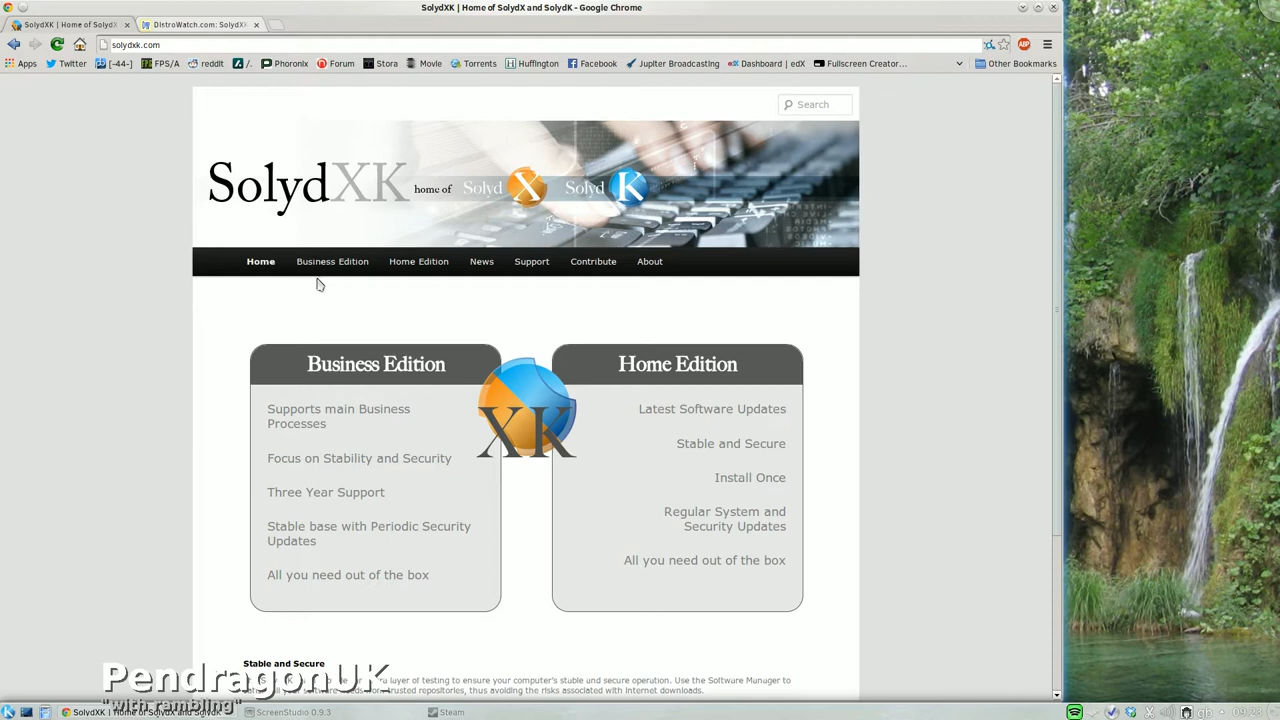 SolydXK | Home of SolydX and SolydK - Google Chrome
SolydXK | Home of SolydX
DistroWatch.com: SolydX
solydxk.com
Apps Twitter [-44-] FPS/A reddit /. Phoronix Forum Stora Movie Torrents Huffington Facebook Jupiter Broadcasting Dashboard | edX Fullscreen Creator... Other Bookmarks
Search
SolydXK home of Solyd X Solyd K
Home Business Edition Home Edition News Support Contribute About
Business Edition
Supports main Business
Processes
Focus on Stability and Security
Three Year Support
Stable base with Periodic Security
Updates
All you need out of the box
XK
Home Edition
Latest Software Updates
Stable and Secure
Install Once
Regular System and
Security Updates
All you need out of the box
Stable and Secure
layer of testing to ensure your computer's stable and secure operation. Use the Software Manager to
trusted repositories, thus avoiding the risks associated with Internet downloads.
PendragonUK
"with rambling"
SolydXK | Home of SolydX and SolydK
ScreenStudio 0.9.3
Steam
gb
09:23